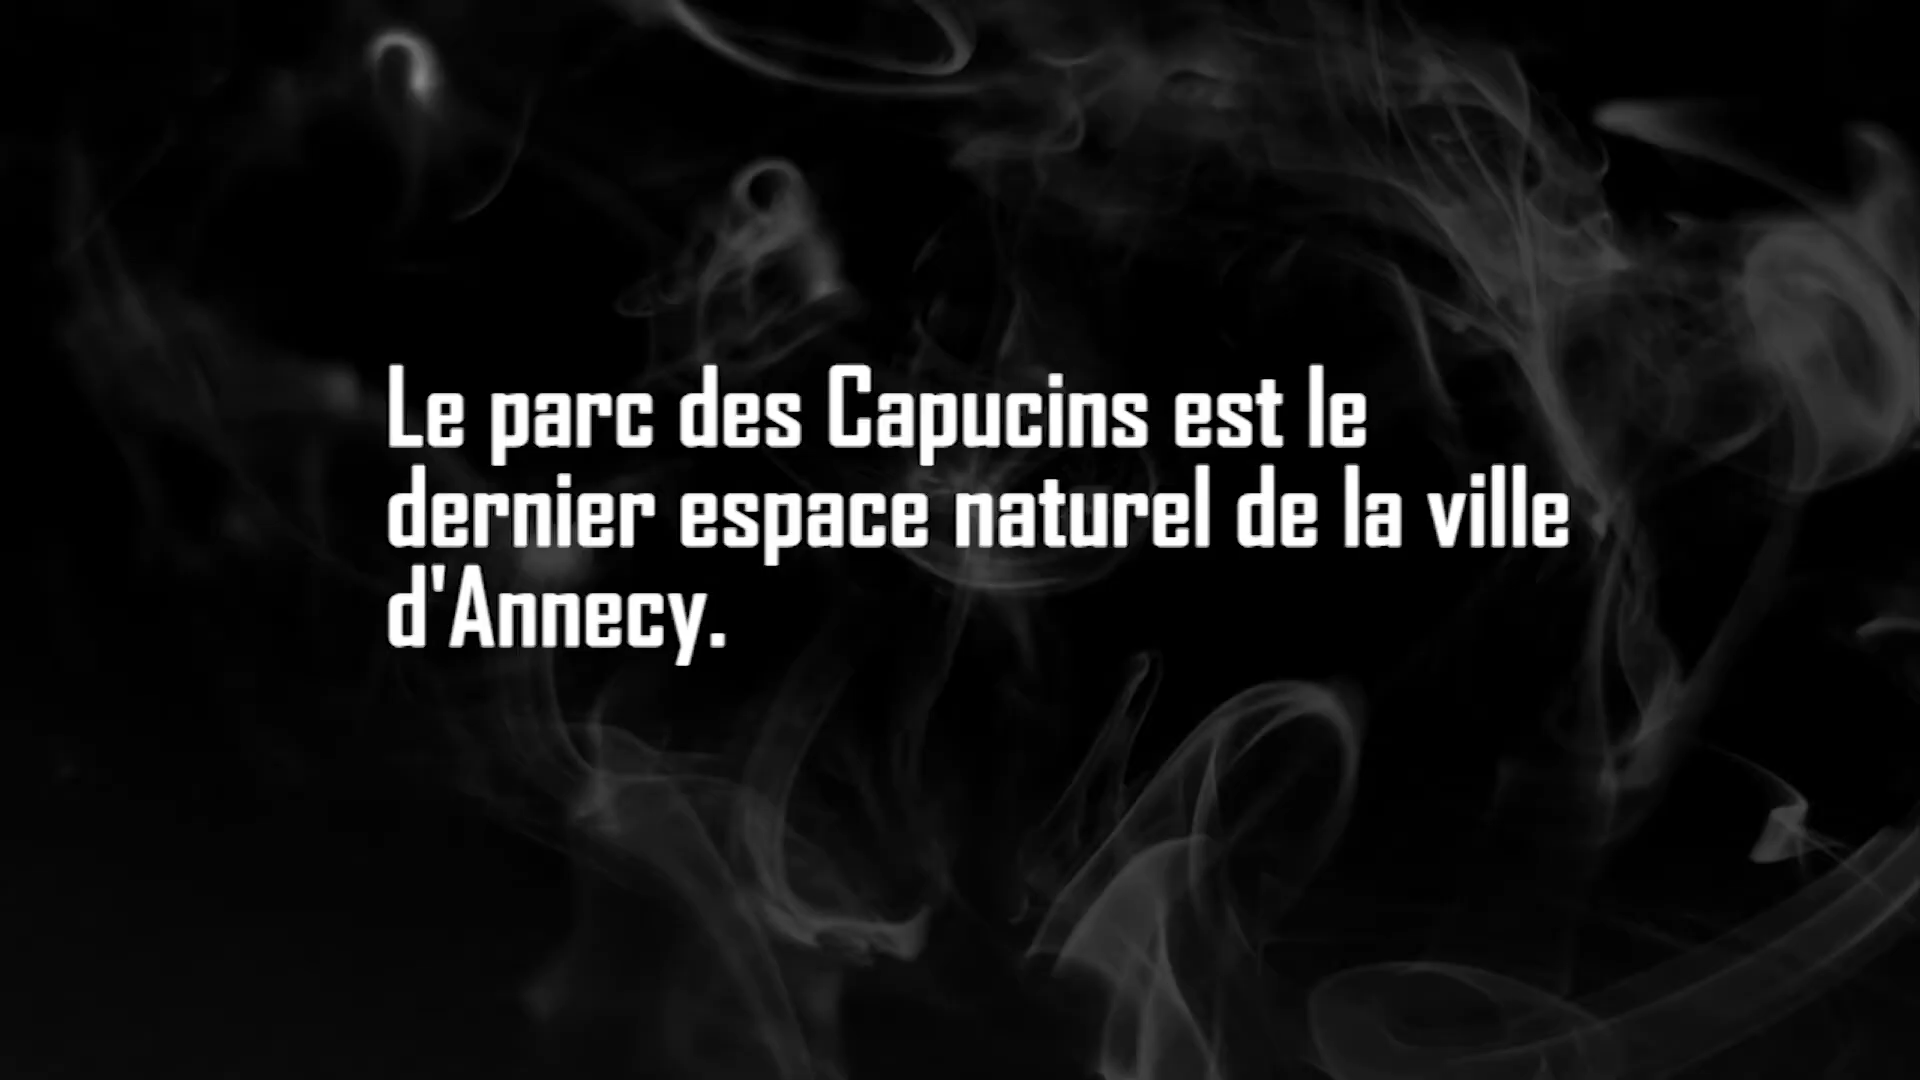 Le parc des Capucins est le
dernier espace naturel de la ville
d'Annecy.